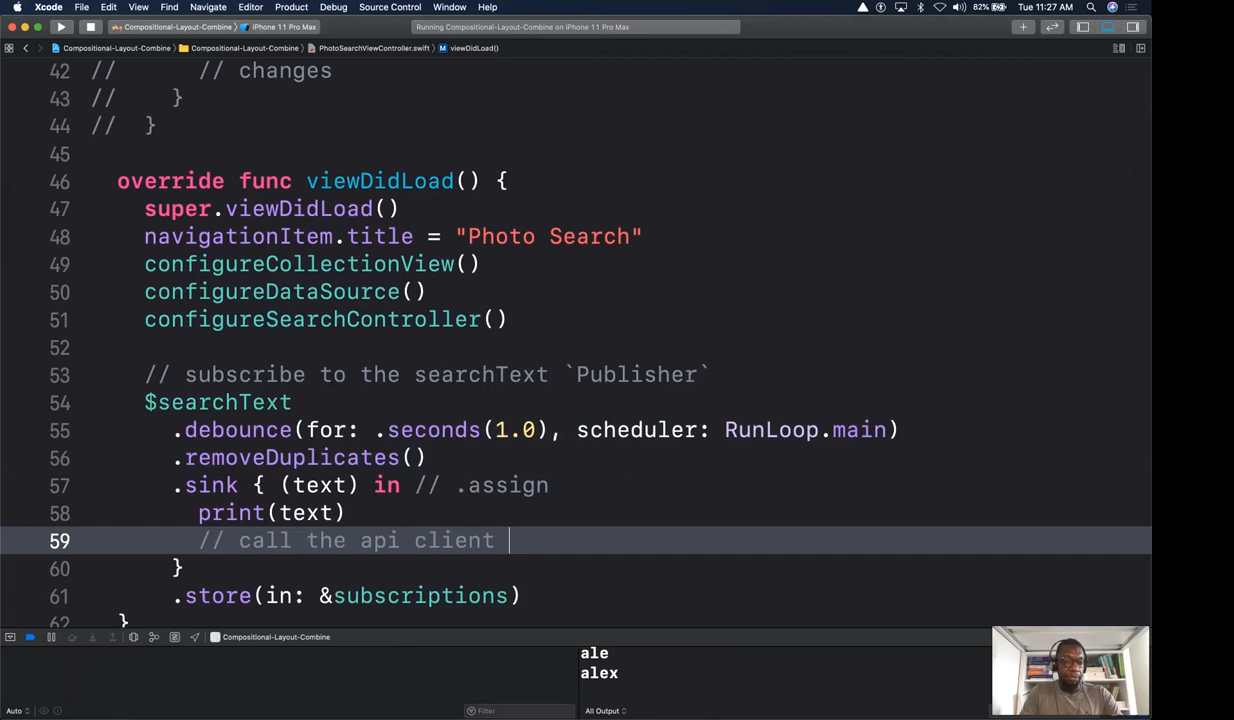 Xcode File Edit View Find Navigate Editor Product Debug Source Control Window Help 82% Tue 11:27 AM
Compositional-Layout-Combine iPhone 11 Pro Max Running Compositional-Layout-Combine on iPhone 11 Pro Max
Compositional-Layout-Combine Compositional-Layout-Combine PhotoSearchViewController.swift M viewDidLoad()
42 // // changes
43 // }
44 // }
45
46 override func viewDidLoad() {
47 super.viewDidLoad()
48 navigationItem.title = "Photo Search"
49 configureCollectionView()
50 configureDataSource()
51 configureSearchController()
52
53 // subscribe to the searchText `Publisher`
54 $searchText
55 .debounce(for: .seconds(1.0), scheduler: RunLoop.main)
56 .removeDuplicates()
57 .sink { (text) in // .assign
58 print(text)
59 // call the api client
60 }
61 .store(in: &subscriptions)
62 }
Compositional-Layout-Combine
ale
alex
Auto Filter All Output